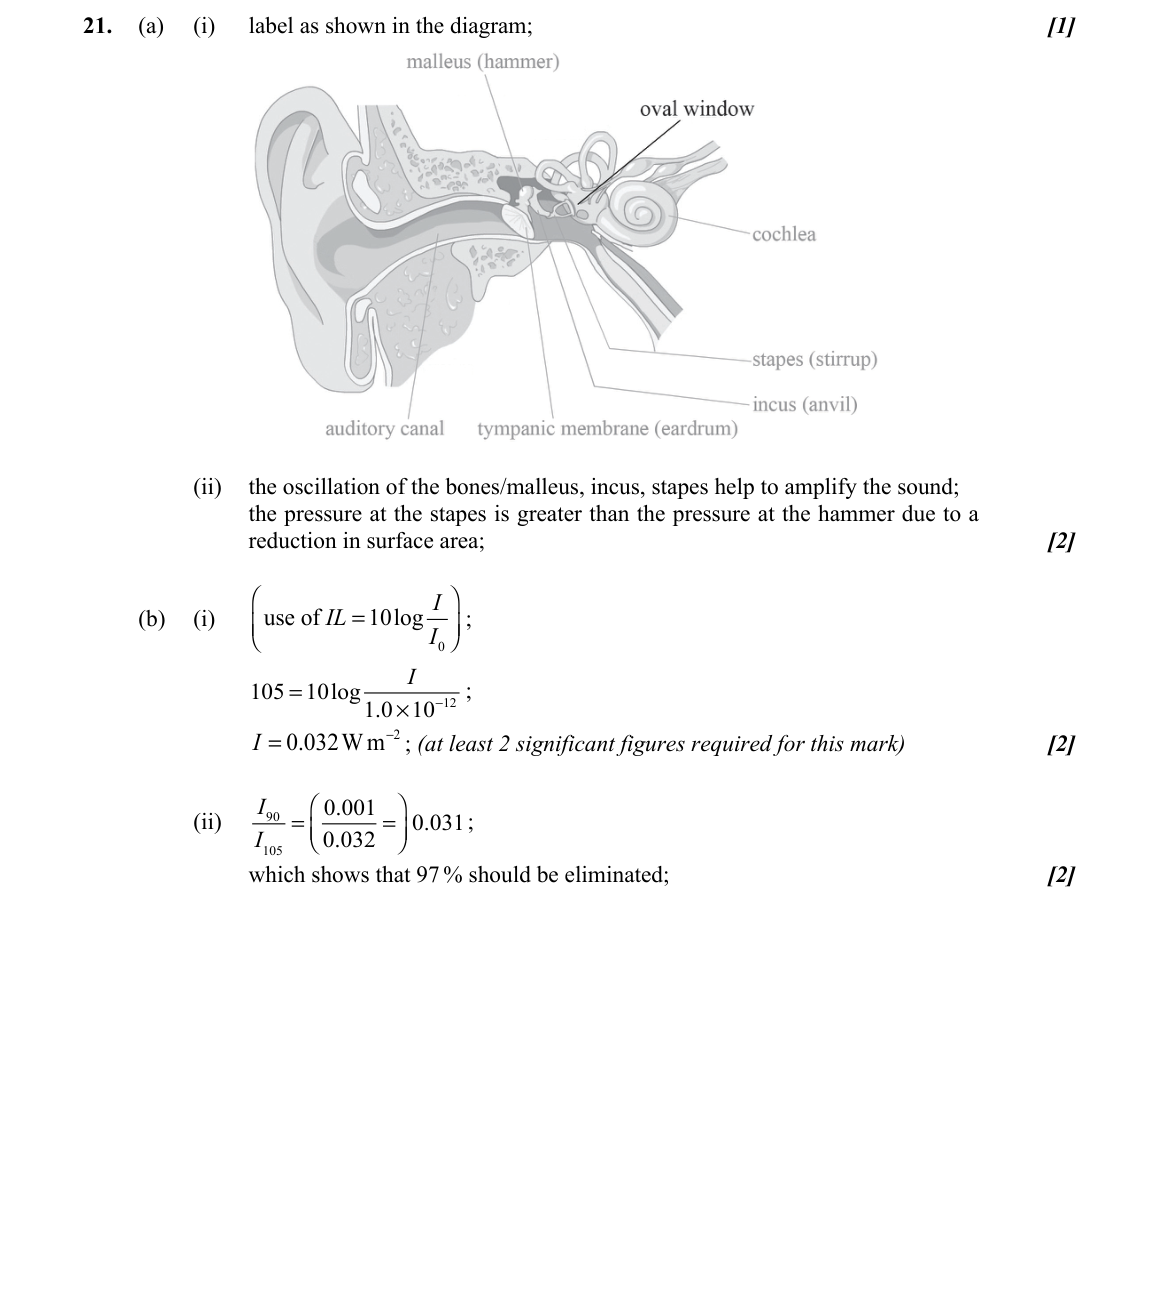 21. (a) (i) label as shown in the diagram; [1]
malleus (hammer)
oval window
cochlea
stapes (stirrup)
incus (anvil)
auditory canal tympanic membrane (eardrum)
(ii) the oscillation of the bones/malleus, incus, stapes help to amplify the sound;
the pressure at the stapes is greater than the pressure at the hammer due to a
reduction in surface area; [2]
(b) (i) (use of IL = 10 log I/I₀);
105 = 10 log I/1.0×10⁻¹²;
I = 0.032 W m⁻²; (at least 2 significant figures required for this mark) [2]
(ii) I₉₀/I₁₀₅ = (0.001/0.032 =) 0.031;
which shows that 97 % should be eliminated; [2]